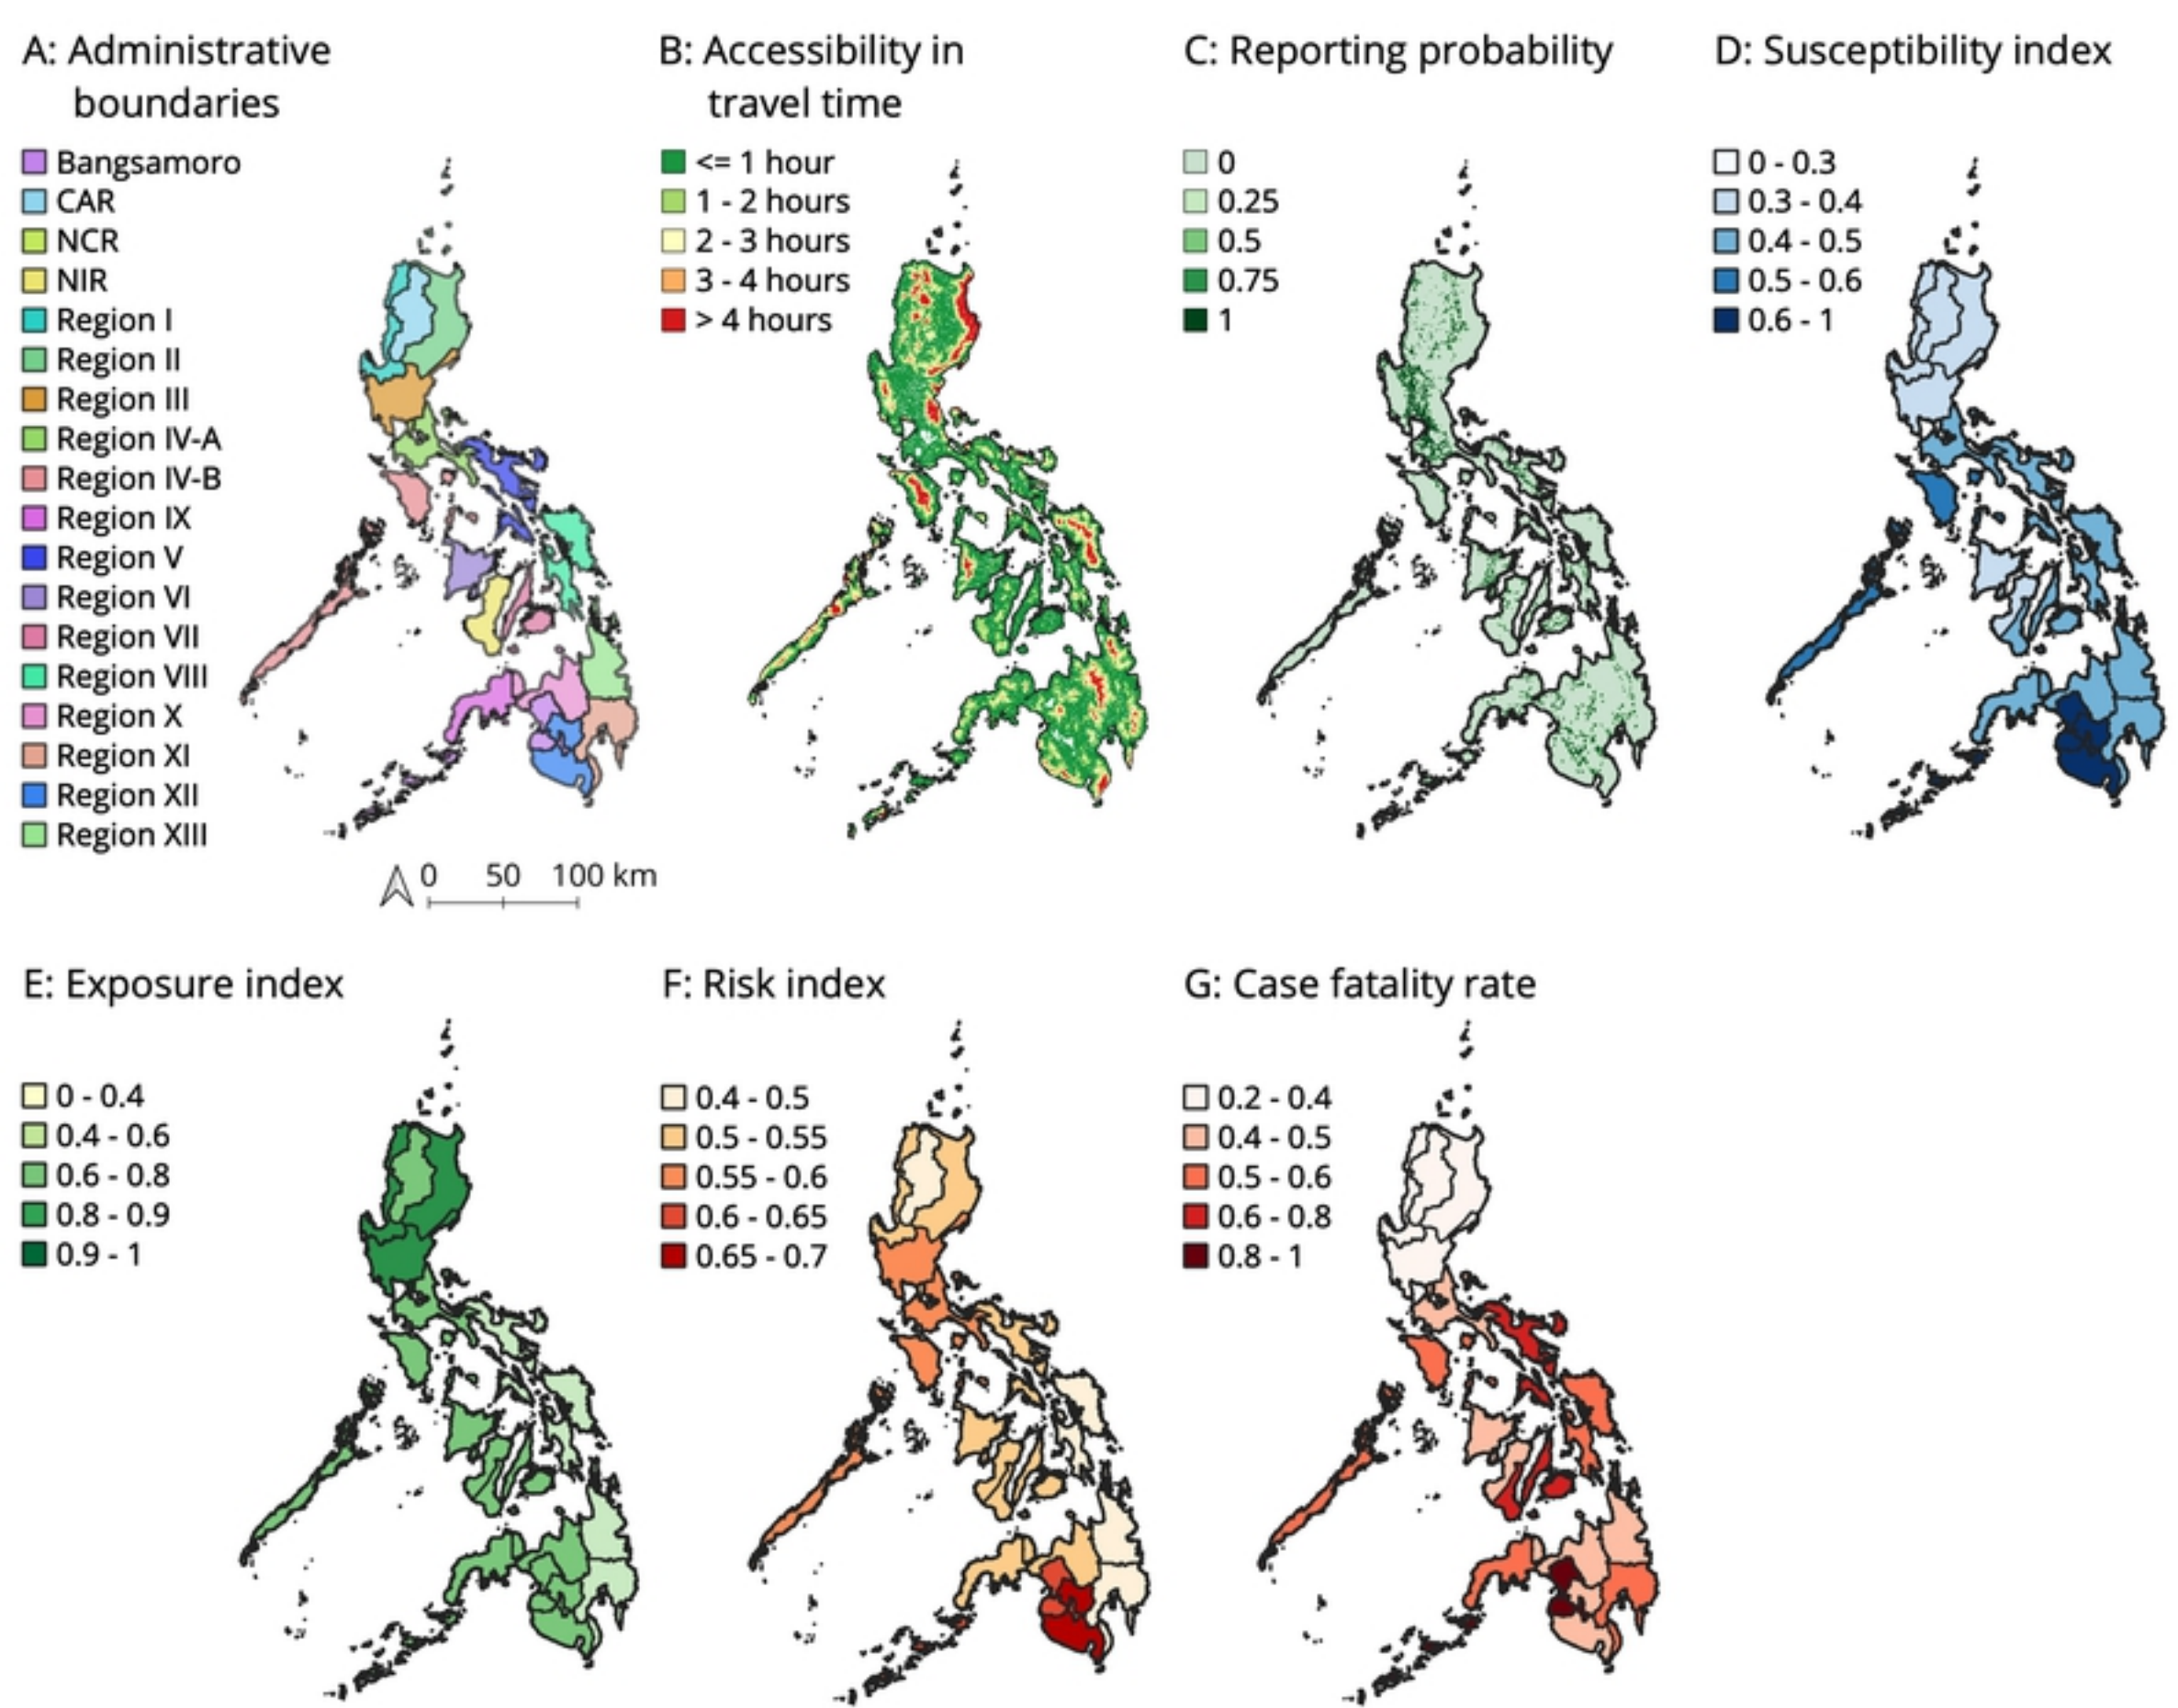 A: Administrative
boundaries
Bangsamoro
CAR
NCR
NIR
Region I
Region II
Region III
Region IV-A
Region IV-B
Region IX
Region V
Region VI
Region VII
Region VIII
Region X
Region XI
Region XII
Region XIII
0 50 100 km
B: Accessibility in
travel time
<= 1 hour
1 - 2 hours
2 - 3 hours
3 - 4 hours
> 4 hours
C: Reporting probability
0
0.25
0.5
0.75
1
D: Susceptibility index
0 - 0.3
0.3 - 0.4
0.4 - 0.5
0.5 - 0.6
0.6 - 1
E: Exposure index
0 - 0.4
0.4 - 0.6
0.6 - 0.8
0.8 - 0.9
0.9 - 1
F: Risk index
0.4 - 0.5
0.5 - 0.55
0.55 - 0.6
0.6 - 0.65
0.65 - 0.7
G: Case fatality rate
0.2 - 0.4
0.4 - 0.5
0.5 - 0.6
0.6 - 0.8
0.8 - 1